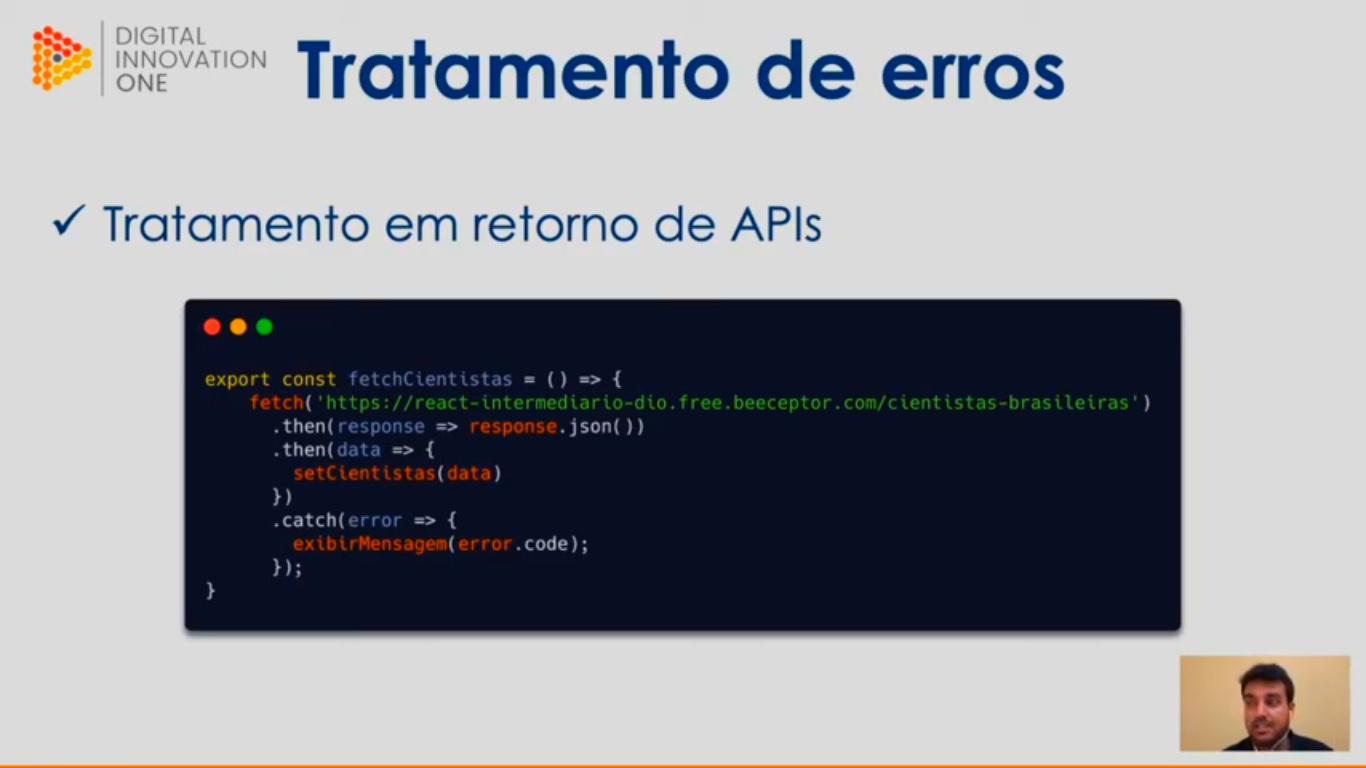 DIGITAL
INNOVATION
ONE
Tratamento de erros
✓ Tratamento em retorno de APIs
export const fetchCientistas = () => {
    fetch('https://react-intermediario-dio.free.beeceptor.com/cientistas-brasileiras')
      .then(response => response.json())
      .then(data => {
        setCientistas(data)
      })
      .catch(error => {
        exibirMensagem(error.code);
      });
}